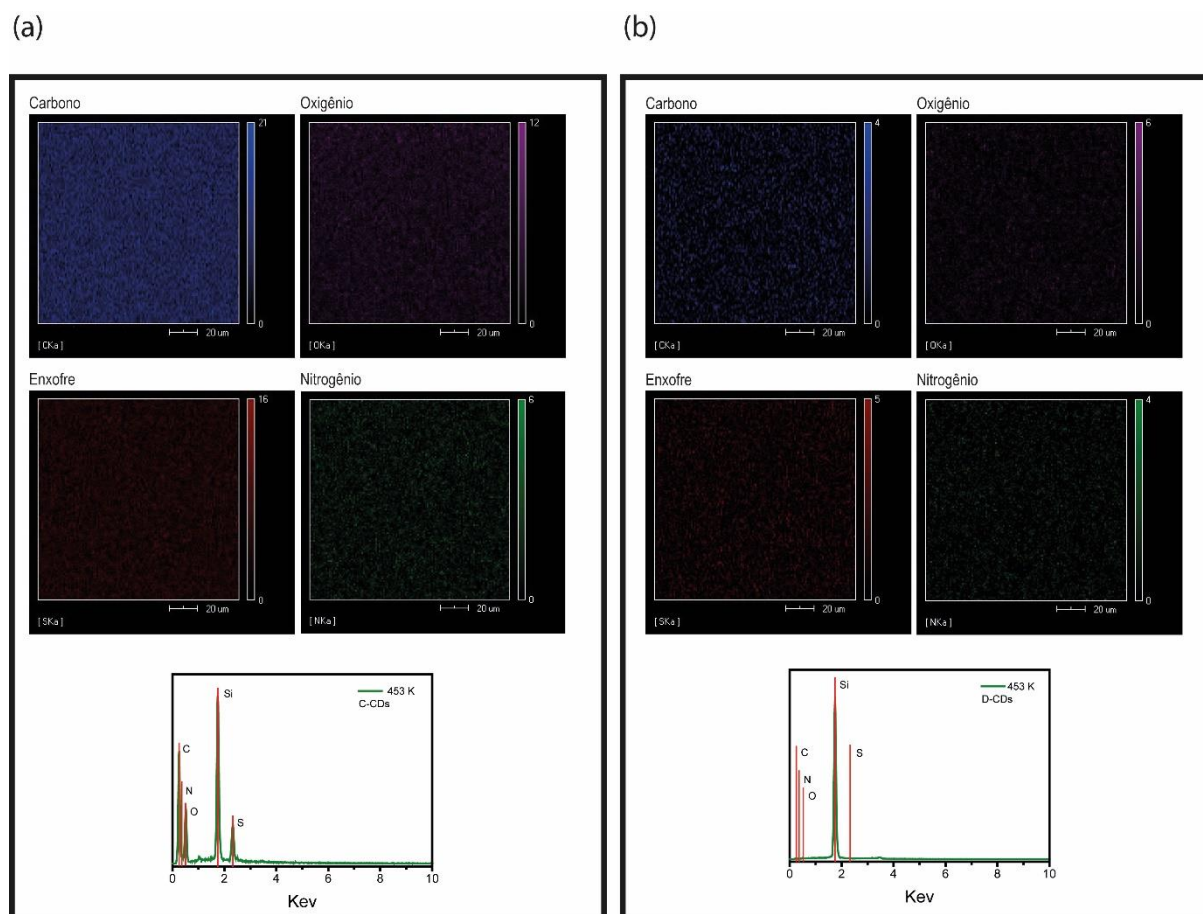 (a)
Carbono
21
0
20 um
[ CKa ]
Oxigênio
12
0
20 um
[ OKa ]
Enxofre
16
0
20 um
[ SKa ]
Nitrogênio
6
0
20 um
[ NKa ]
Si
453 K
C-CDs
C
N
O
S
0 2 4 6 8 10
Kev
(b)
Carbono
4
0
20 um
[ CKa ]
Oxigênio
6
0
20 um
[ OKa ]
Enxofre
5
0
20 um
[ SKa ]
Nitrogênio
4
0
20 um
[ NKa ]
Si
453 K
D-CDs
C
S
N
O
0 2 4 6 8 10
Kev